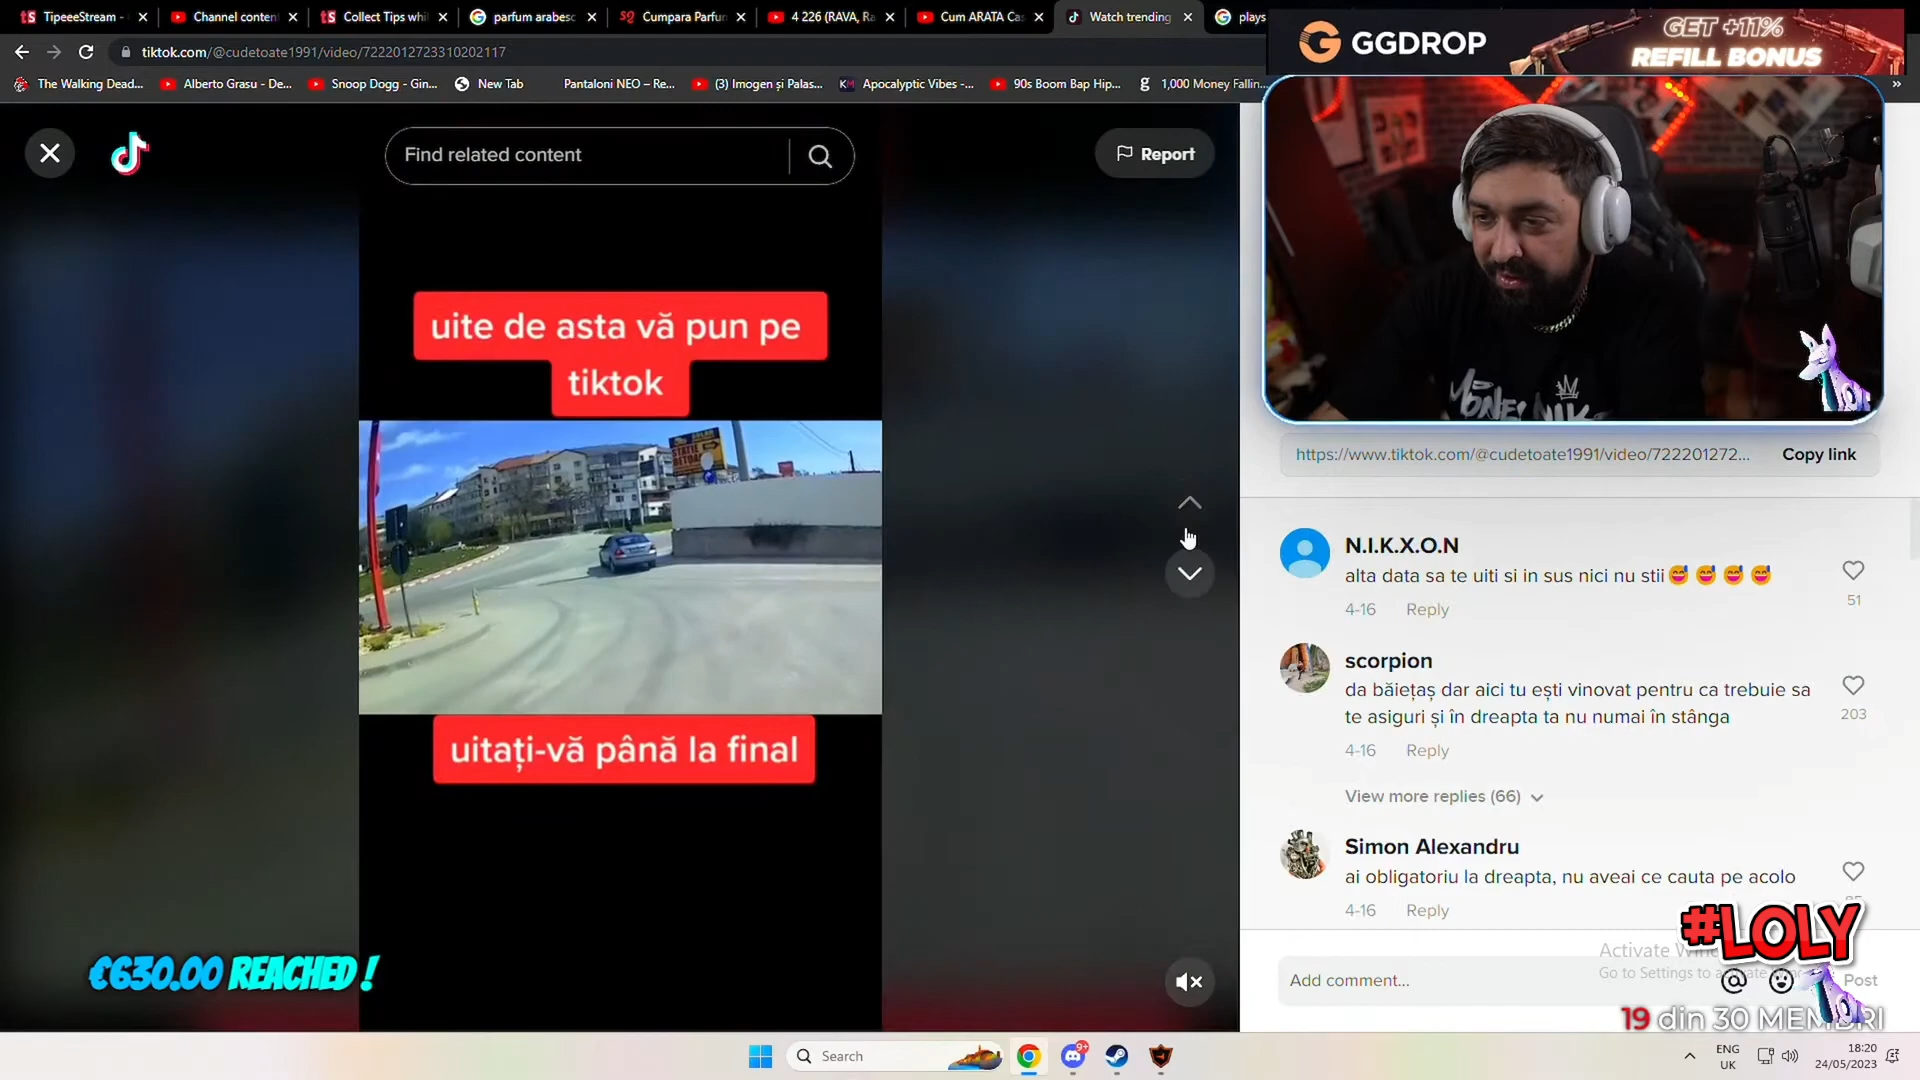 TipeeeStream -
Channel conten
Collect Tips whi
parfum arabesc
Cumpara Parfu
4 226 (RAVA, Ra
Cum ARATA Ca
Watch trending
plays
tiktok.com/@cudetoate1991/video/7222012723310202117
The Walking Dead...
Alberto Grasu - De...
Snoop Dogg - Gin...
New Tab
Pantaloni NEO – Re...
(3) Imogen și Palas...
Apocalyptic Vibes -...
90s Boom Bap Hip...
1,000 Money Fallin...
GGDROP
GET +11%
REFILL BONUS
Find related content
Report
uite de asta vă pun pe
tiktok
uitați-vă până la final
https://www.tiktok.com/@cudetoate1991/video/722201272...
Copy link
N.I.K.X.O.N
alta data sa te uiti si in sus nici nu stii😅 😅 😅 😅
51
4-16 Reply
scorpion
da băiețaș dar aici tu ești vinovat pentru ca trebuie sa
te asiguri și în dreapta ta nu numai în stânga
203
4-16 Reply
View more replies (66)
Simon Alexandru
ai obligatoriu la dreapta, nu aveai ce cauta pe acolo
4-16 Reply
#LOLY
Add comment...
Post
19 din 30 MEMBRI
€630.00 REACHED !
Search
9+
ENG
UK
18:20
24/05/2023